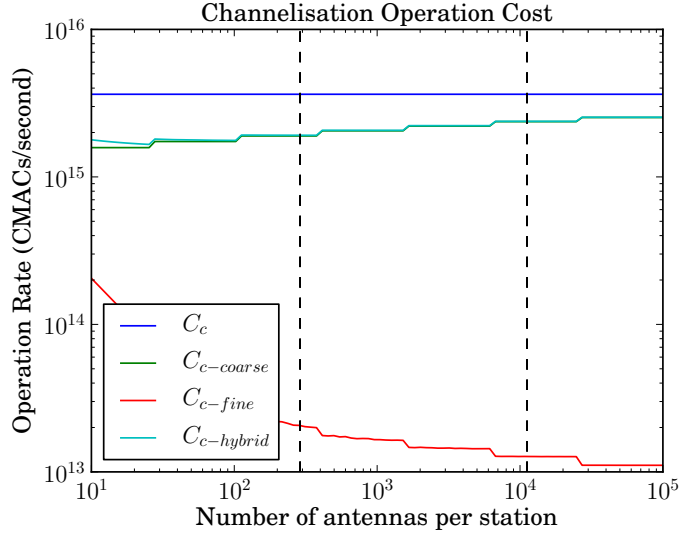 Channelisation Operation Cost
Operation Rate (CMACs/second)
10^16
10^15
10^14
10^13
C_c
C_{c-coarse}
C_{c-fine}
C_{c-hybrid}
10^1 10^2 10^3 10^4 10^5
Number of antennas per station